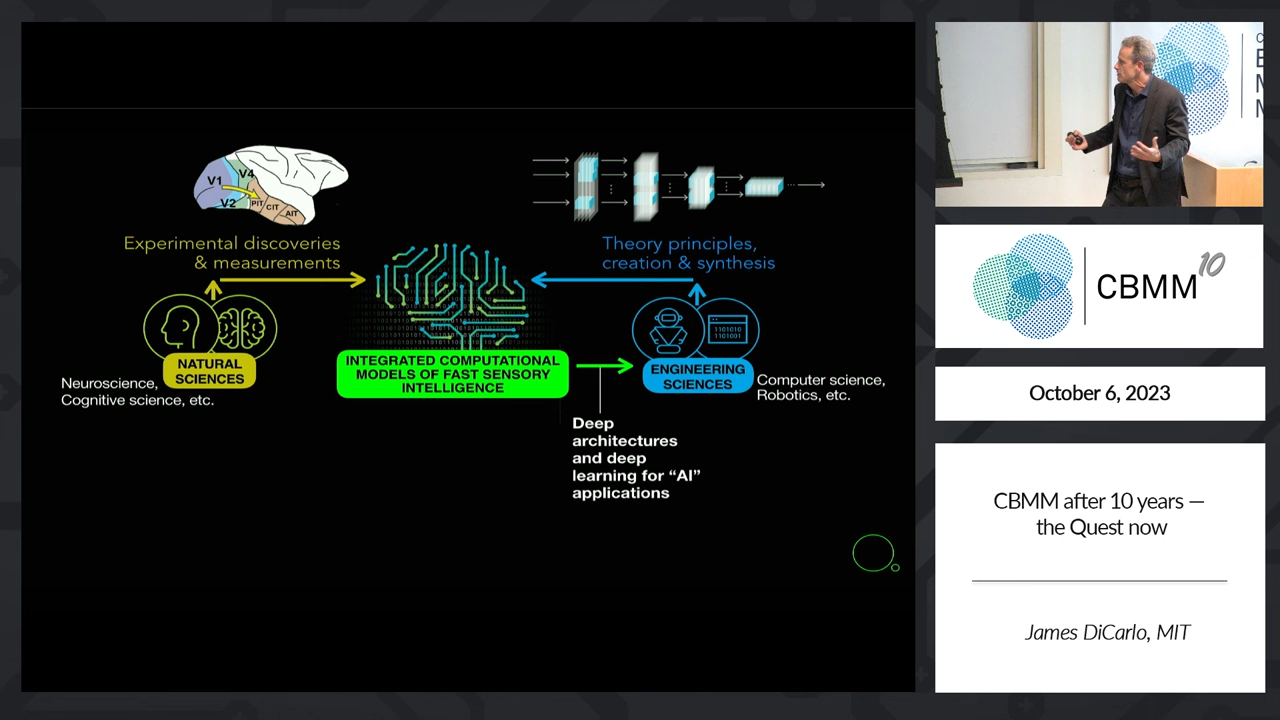 V1
V4
V2
PIT
CIT
AIT
Experimental discoveries
& measurements
Theory principles,
creation & synthesis
NATURAL
SCIENCES
Neuroscience,
Cognitive science, etc.
INTEGRATED COMPUTATIONAL
MODELS OF FAST SENSORY
INTELLIGENCE
1101010
1101001
ENGINEERING
SCIENCES
Computer science,
Robotics, etc.
Deep
architectures
and deep
learning for “AI”
applications
CBMM10
October 6, 2023
CBMM after 10 years —
the Quest now
James DiCarlo, MIT